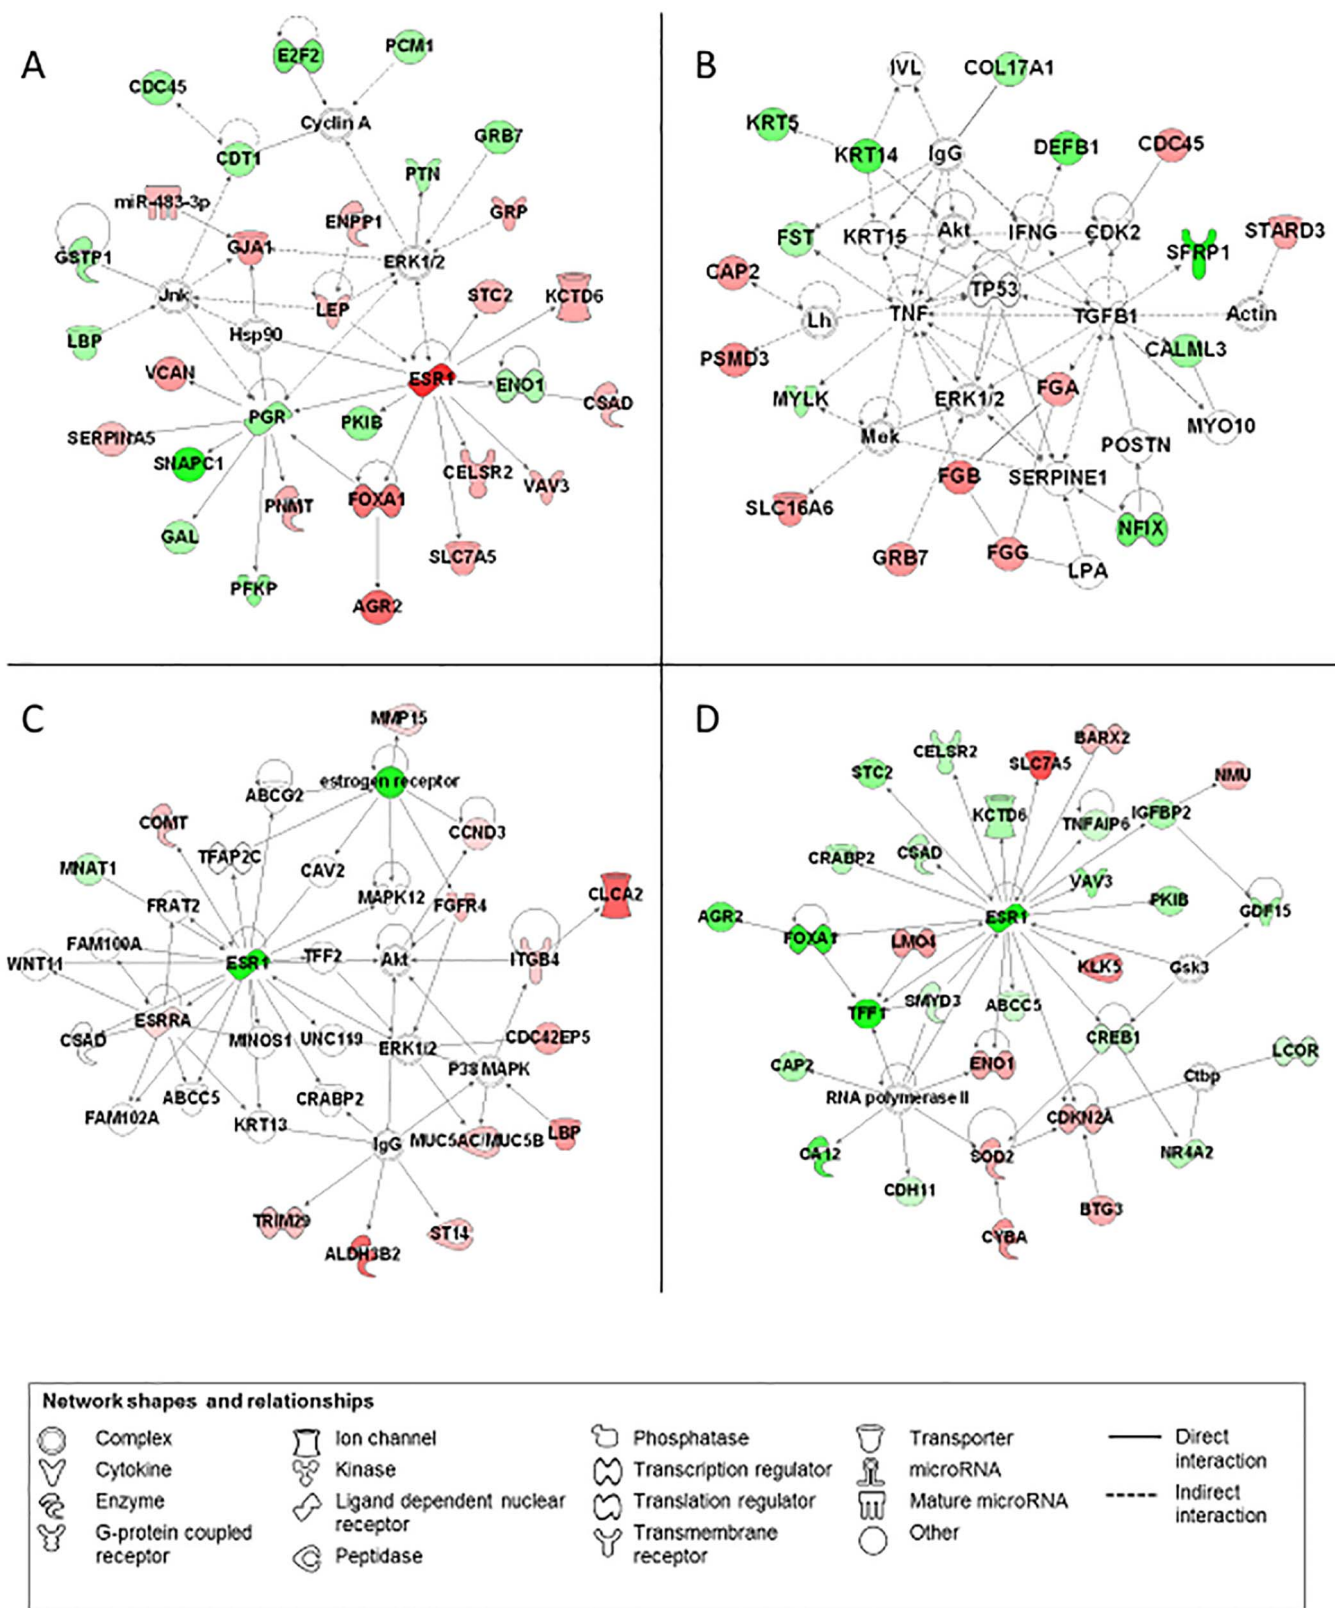 A
E2F2
PCM1
CDC45
Cyclin A
CDT1
GRB7
PTN
miR-483-3p
ENPP1
GRP
GSTP1
GJA1
ERK1/2
Jnk
STC2
KCTD6
LEP
LBP
Hsp90
VCAN
ESR1
ENO1
CSAD
PGR
PKIB
SERPINA5
SNAPC1
CELSR2
VAV3
FOXA1
PNMT
GAL
SLC7A5
PFKP
AGR2
B
IVL
COL17A1
KRT5
KRT14
IgG
DEFB1
CDC45
FST
KRT15
Akt
IFNG
CDK2
STARD3
SFRP1
CAP2
TP53
Lh
TNF
TGFB1
Actin
PSMD3
CALML3
MYLK
ERK1/2
FGA
MYO10
Mek
POSTN
FGB
SERPINE1
SLC16A6
NFIX
GRB7
FGG
LPA
C
MMP15
estrogen receptor
ABCG2
COMT
CCND3
TFAP2C
CAV2
MNAT1
MAPK12
FGFR4
CLCA2
FRAT2
FAM100A
WNT11
ESR1
TFF2
Akt
ITGB4
ESRRA
CSAD
MINOS1
UNC119
ERK1/2
CDC42EP5
P38 MAPK
ABCC5
CRABP2
FAM102A
KRT13
IgG
MUC5AC/MUC5B
LBP
TRIM29
ST14
ALDH3B2
D
CELSR2
BARX2
STC2
SLC7A5
NMU
KCTD6
TNFAIP6
IGFBP2
CRABP2
CSAD
VAV3
PKIB
AGR2
ESR1
GDF15
FOXA1
LMO4
KLK5
Gsk3
TFF1
SMYD3
ABCC5
CREB1
LCOR
CAP2
ENO1
Ctbp
RNA polymerase II
CDKN2A
CA12
SOD2
NR4A2
CDH11
BTG3
CYBA
Network shapes and relationships
Complex
Cytokine
Enzyme
G-protein coupled
receptor
Ion channel
Kinase
Ligand dependent nuclear
receptor
Peptidase
Phosphatase
Transcription regulator
Translation regulator
Transmembrane
receptor
Transporter
microRNA
Mature microRNA
Other
Direct
interaction
Indirect
interaction